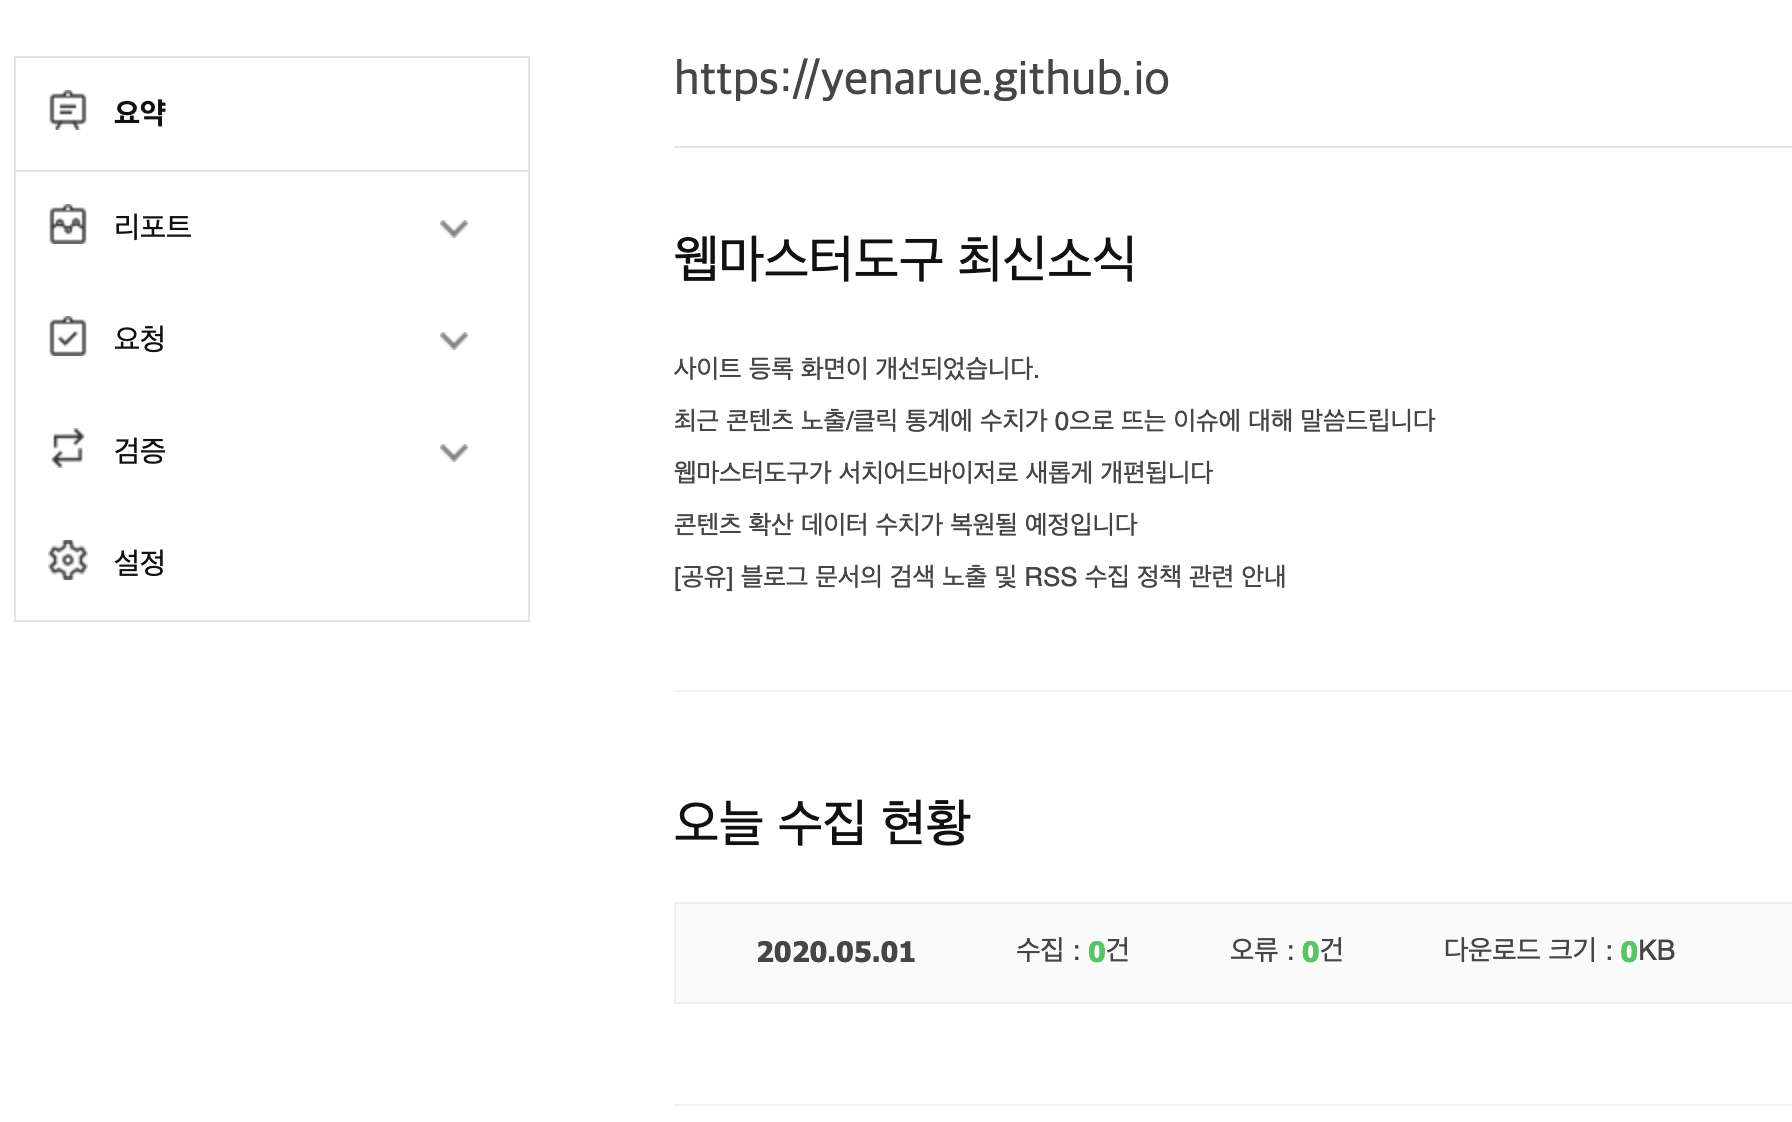 요약
리포트
요청
검증
설정
https://yenarue.github.io
웹마스터도구 최신소식
사이트 등록 화면이 개선되었습니다.
최근 콘텐츠 노출/클릭 통계에 수치가 0으로 뜨는 이슈에 대해 말씀드립니다
웹마스터도구가 서치어드바이저로 새롭게 개편됩니다
콘텐츠 확산 데이터 수치가 복원될 예정입니다
[공유] 블로그 문서의 검색 노출 및 RSS 수집 정책 관련 안내
오늘 수집 현황
2020.05.01 수집 : 0건 오류 : 0건 다운로드 크기 : 0KB